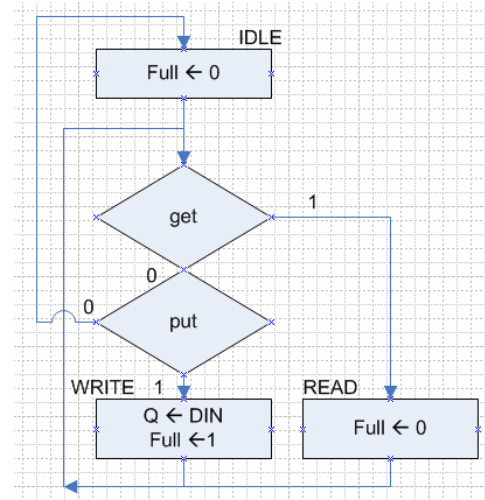 IDLE
Full ← 0
get
1
0
put
0
WRITE 1
READ
Q ← DIN
Full ←1
Full ← 0